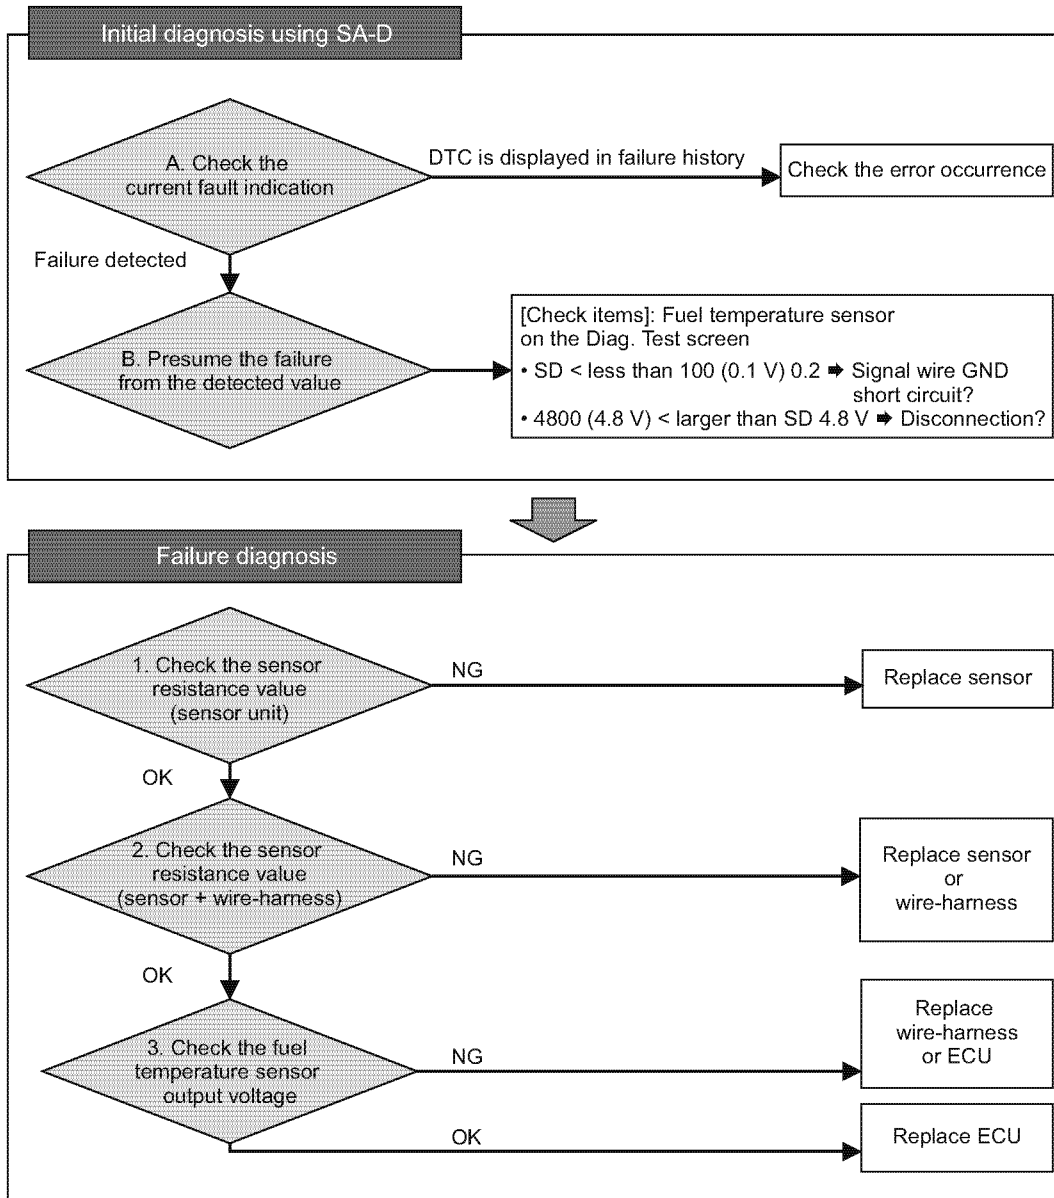 Initial diagnosis using SA-D
A. Check the
current fault indication
DTC is displayed in failure history
Check the error occurrence
Failure detected
B. Presume the failure
from the detected value
[Check items]: Fuel temperature sensor
on the Diag. Test screen
• SD < less than 100 (0.1 V) 0.2 ➡ Signal wire GND
short circuit?
• 4800 (4.8 V) < larger than SD 4.8 V ➡ Disconnection?
Failure diagnosis
1. Check the sensor
resistance value
(sensor unit)
NG
Replace sensor
OK
2. Check the sensor
resistance value
(sensor + wire-harness)
NG
Replace sensor
or
wire-harness
OK
3. Check the fuel
temperature sensor
output voltage
NG
Replace
wire-harness
or ECU
OK
Replace ECU